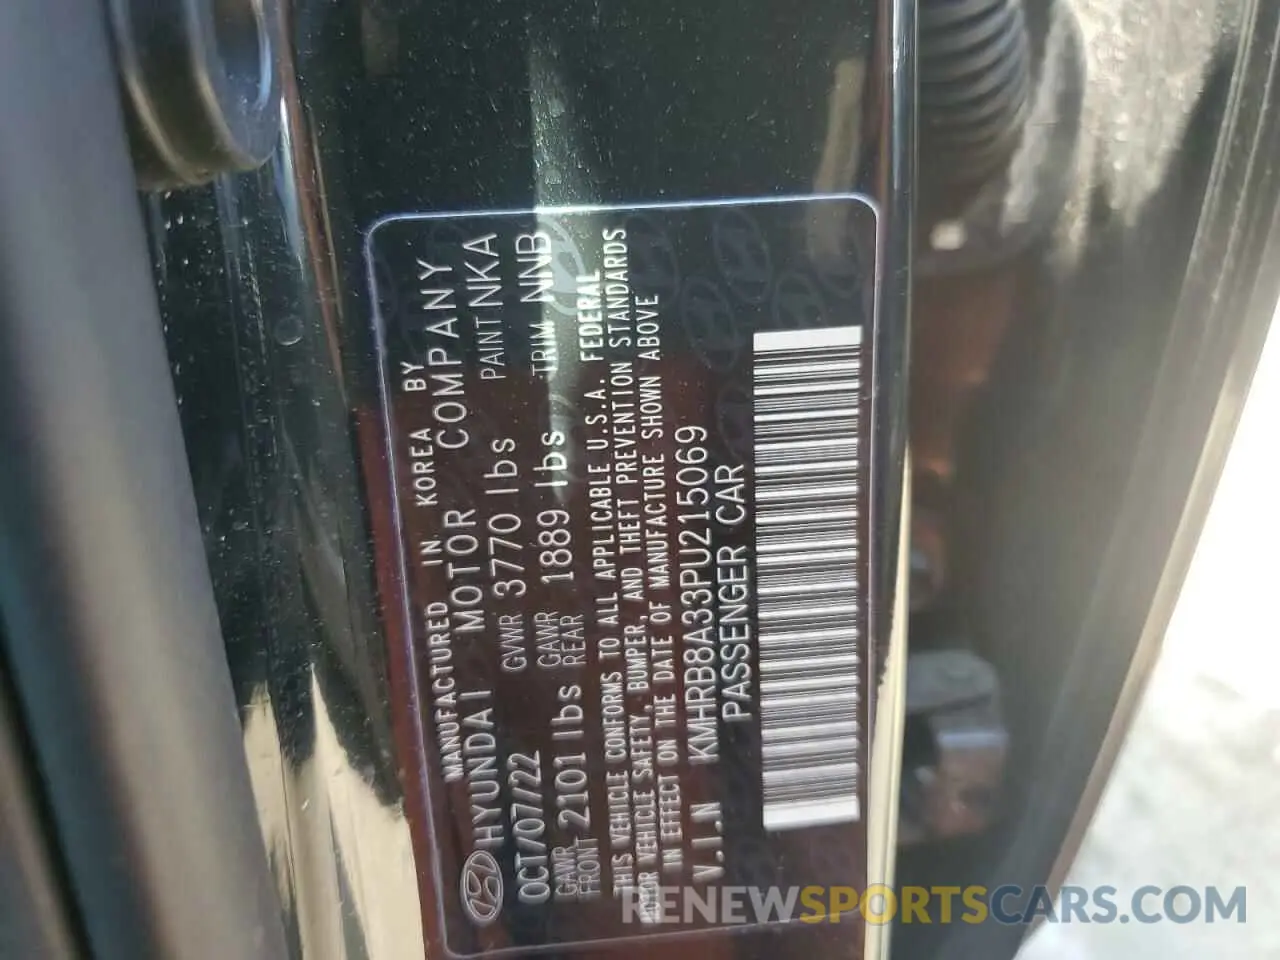 MANUFACTURED IN KOREA BY
HYUNDAI MOTOR COMPANY
OCT/07/22 GVWR 3770 lbs PAINT NKA
GAWR FRONT 2101 lbs GAWR REAR 1889 lbs TRIM NNB
THIS VEHICLE CONFORMS TO ALL APPLICABLE U.S.A. FEDERAL
MOTOR VEHICLE SAFETY, BUMPER, AND THEFT PREVENTION STANDARDS
IN EFFECT ON THE DATE OF MANUFACTURE SHOWN ABOVE
V.I.N KMHRB8A33PU215069
PASSENGER CAR
RENEWSPORTSCARS.COM